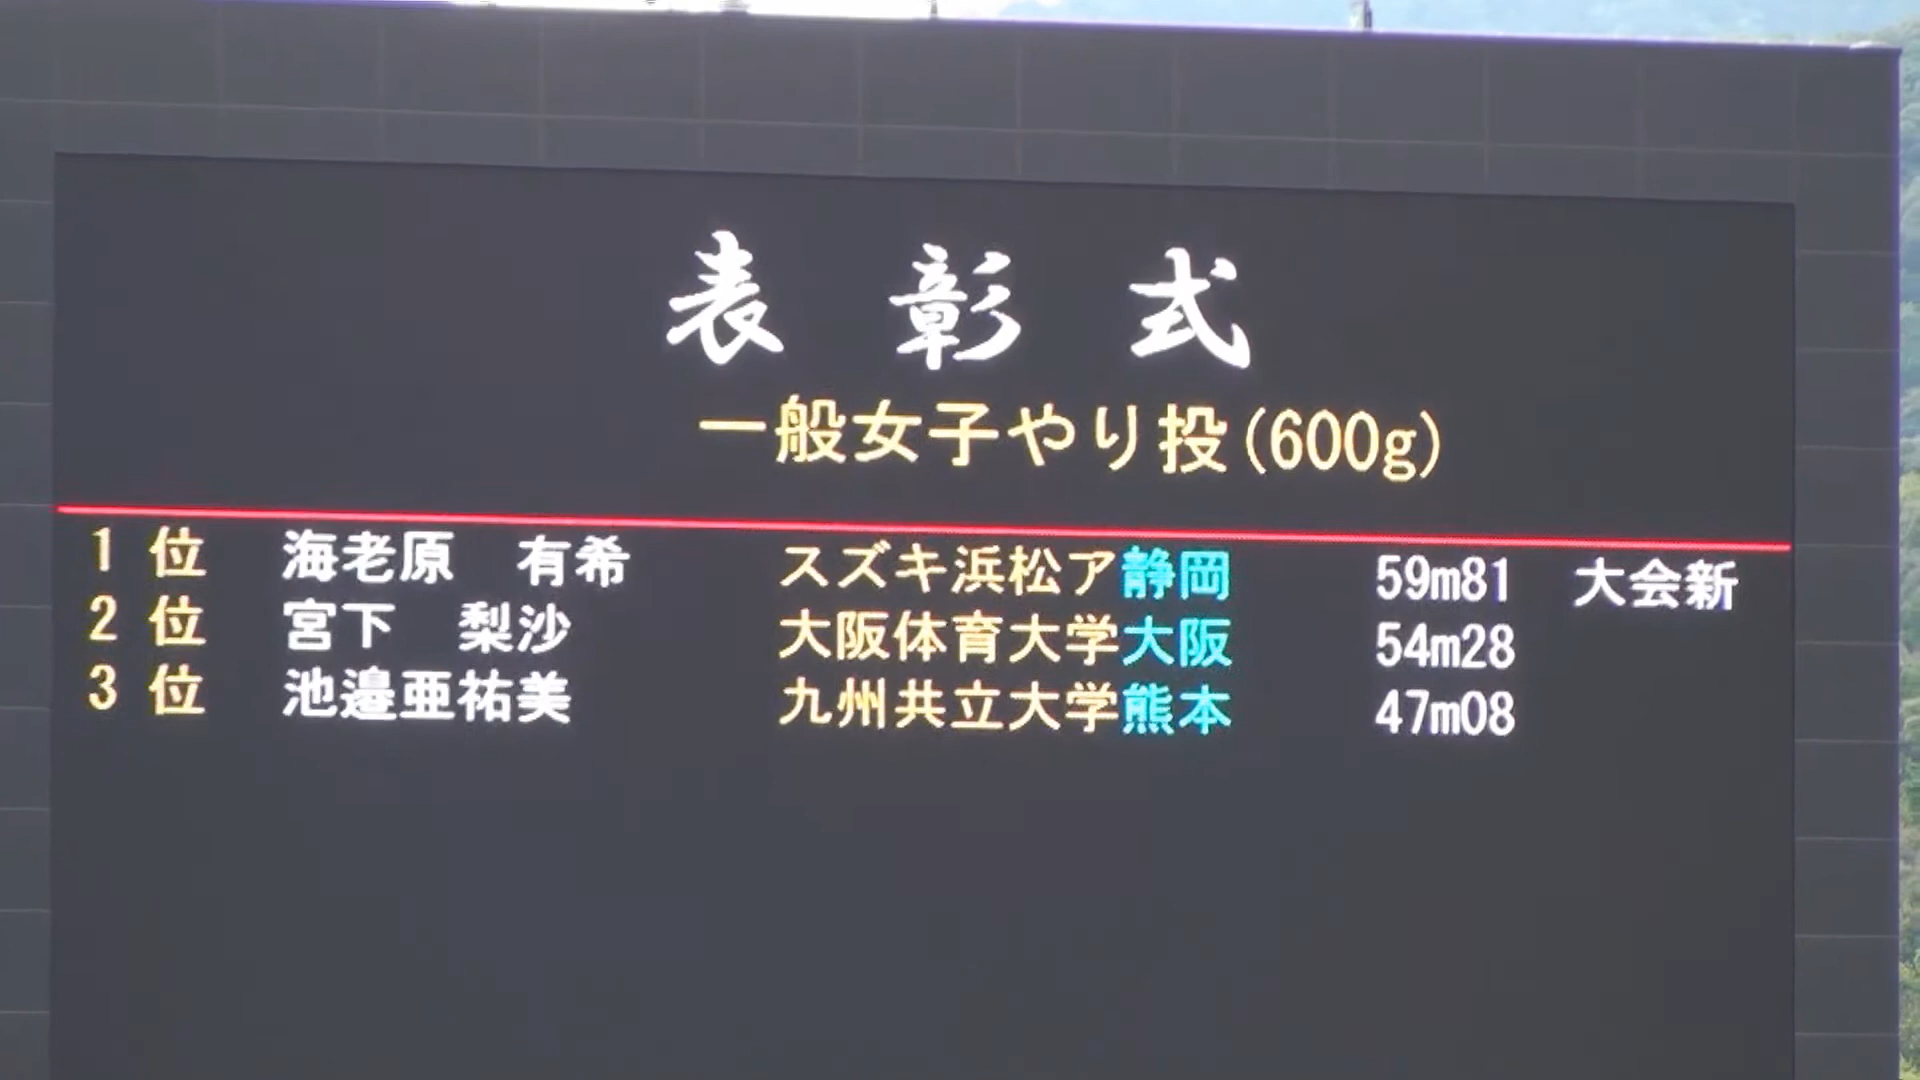 表彰式
一般女子やり投(600g)
1位 海老原 有希 スズキ浜松ア静岡 59m81 大会新
2位 宮下 梨沙 大阪体育大学大阪 54m28
3位 池邉亜祐美 九州共立大学熊本 47m08